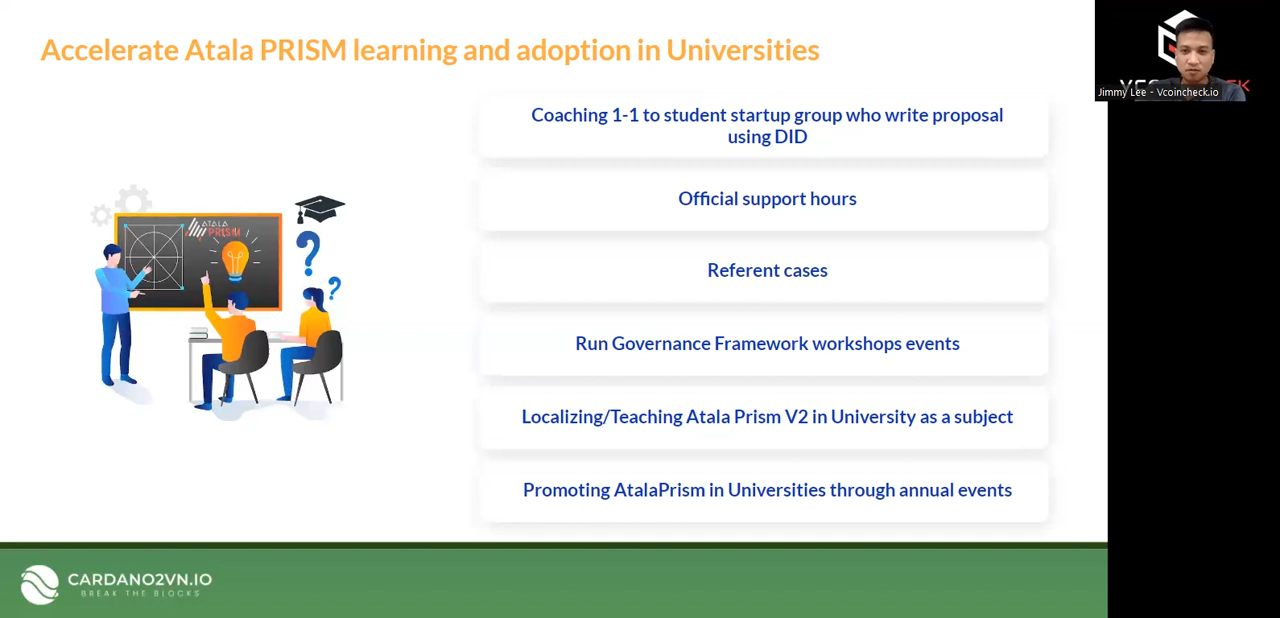 Accelerate Atala PRISM learning and adoption in Universities
Jimmy Lee - Vcoincheck.io
Coaching 1-1 to student startup group who write proposal
using DID
Official support hours
ATALA
PRISM
Referent cases
Run Governance Framework workshops events
Localizing/Teaching Atala Prism V2 in University as a subject
Promoting AtalaPrism in Universities through annual events
CARDANO2VN.IO
BREAK THE BLOCKS